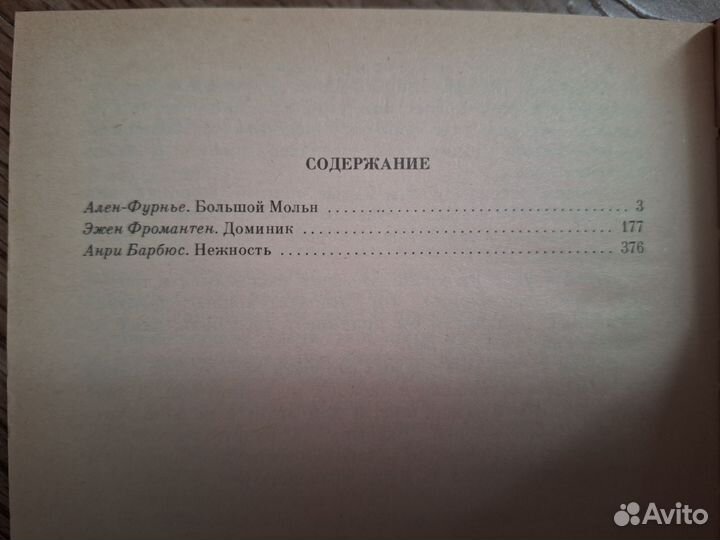 СОДЕРЖАНИЕ
Ален-Фурнье. Большой Мольн ........................................ 3
Эжен Фромантен. Доминик ........................................ 177
Анри Барбюс. Нежность ........................................ 376
Avito